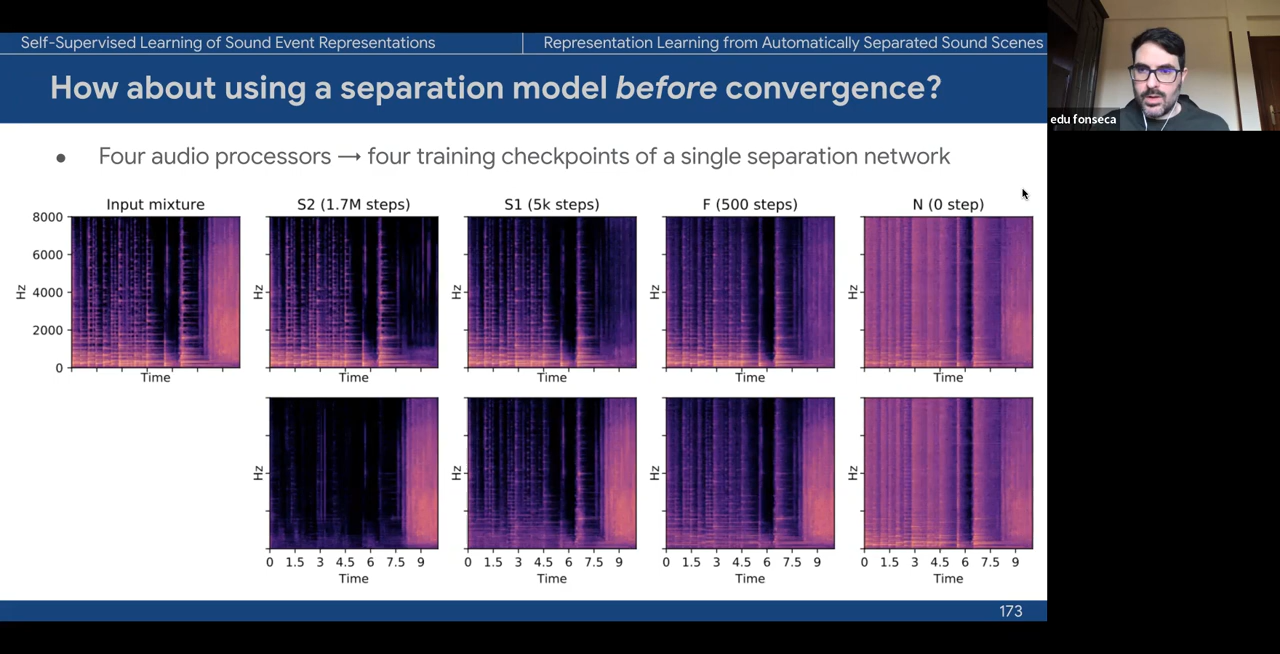 Self-Supervised Learning of Sound Event Representations
Representation Learning from Automatically Separated Sound Scenes
How about using a separation model before convergence?
edu fonseca
● Four audio processors → four training checkpoints of a single separation network
Input mixture
S2 (1.7M steps)
S1 (5k steps)
F (500 steps)
N (0 step)
8000
6000
4000
2000
0
Hz
Hz
Hz
Hz
Hz
Time
Time
Time
Time
Time
Hz
Hz
Hz
Hz
0 1.5 3 4.5 6 7.5 9
0 1.5 3 4.5 6 7.5 9
0 1.5 3 4.5 6 7.5 9
0 1.5 3 4.5 6 7.5 9
Time
Time
Time
Time
173